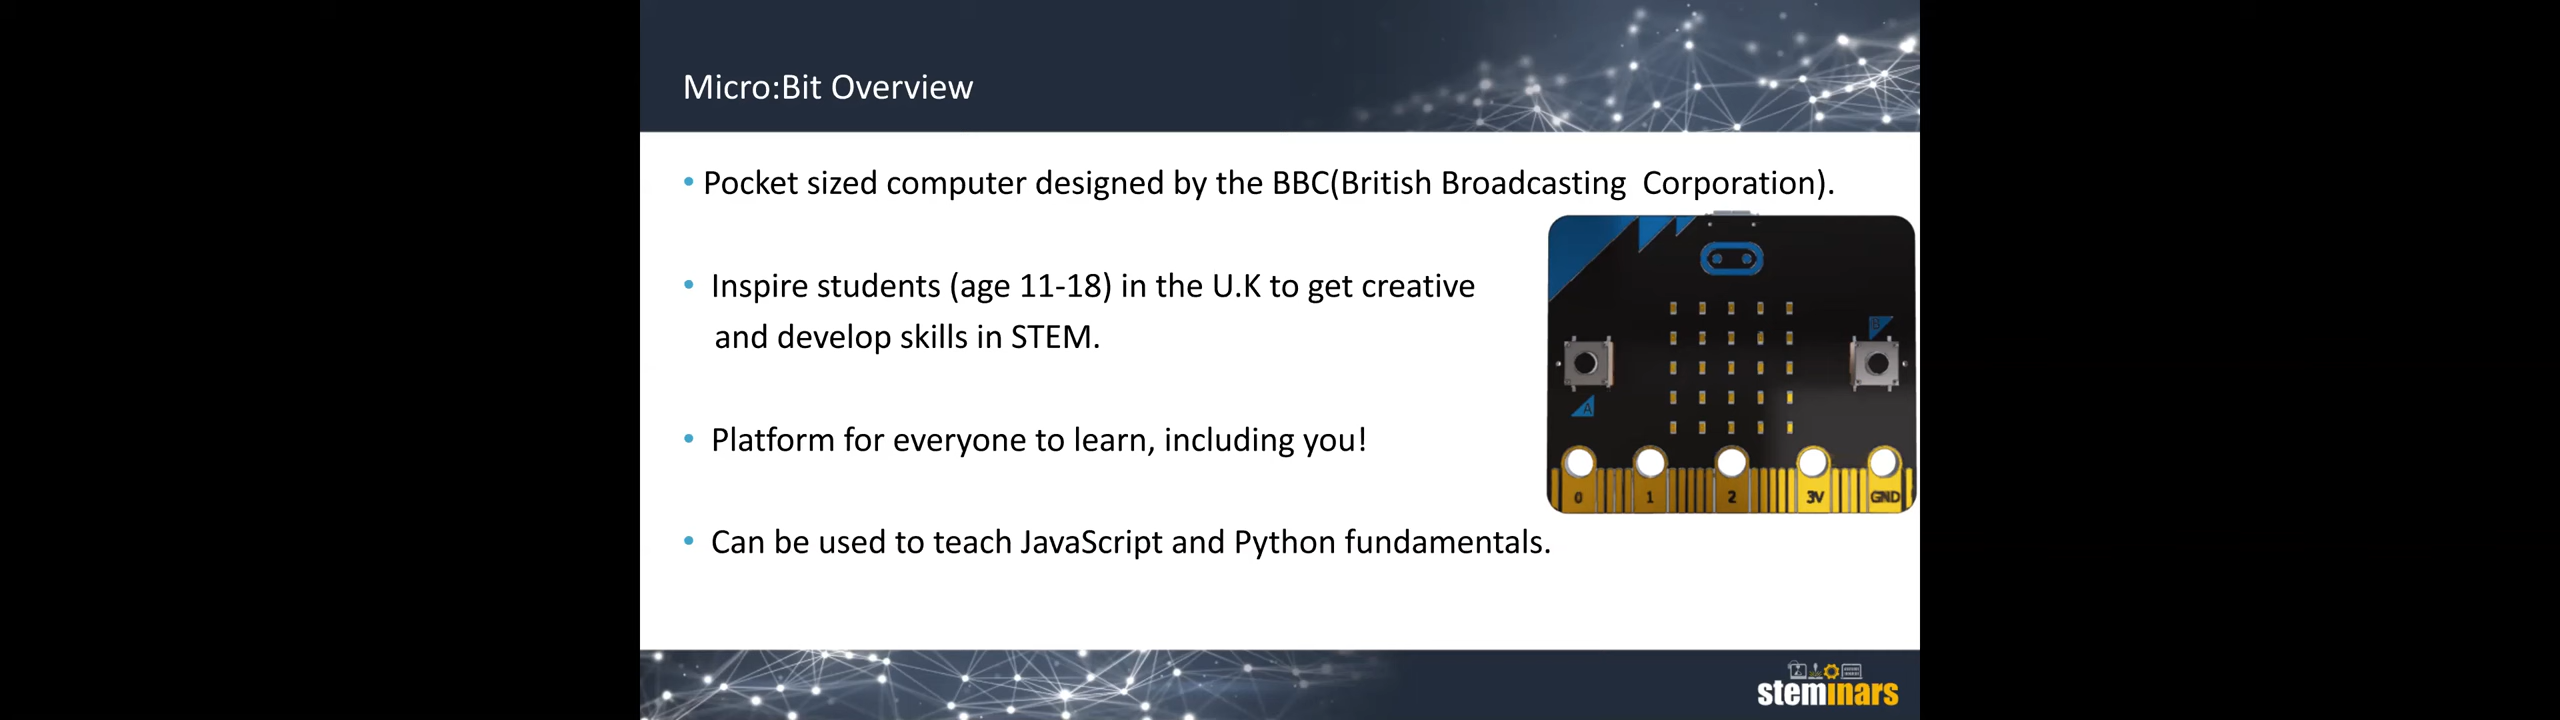 Micro:Bit Overview
• Pocket sized computer designed by the BBC(British Broadcasting  Corporation).
• Inspire students (age 11-18) in the U.K to get creative
and develop skills in STEM.
• Platform for everyone to learn, including you!
• Can be used to teach JavaScript and Python fundamentals.
B
A
0 1 2 3V GND
steminars